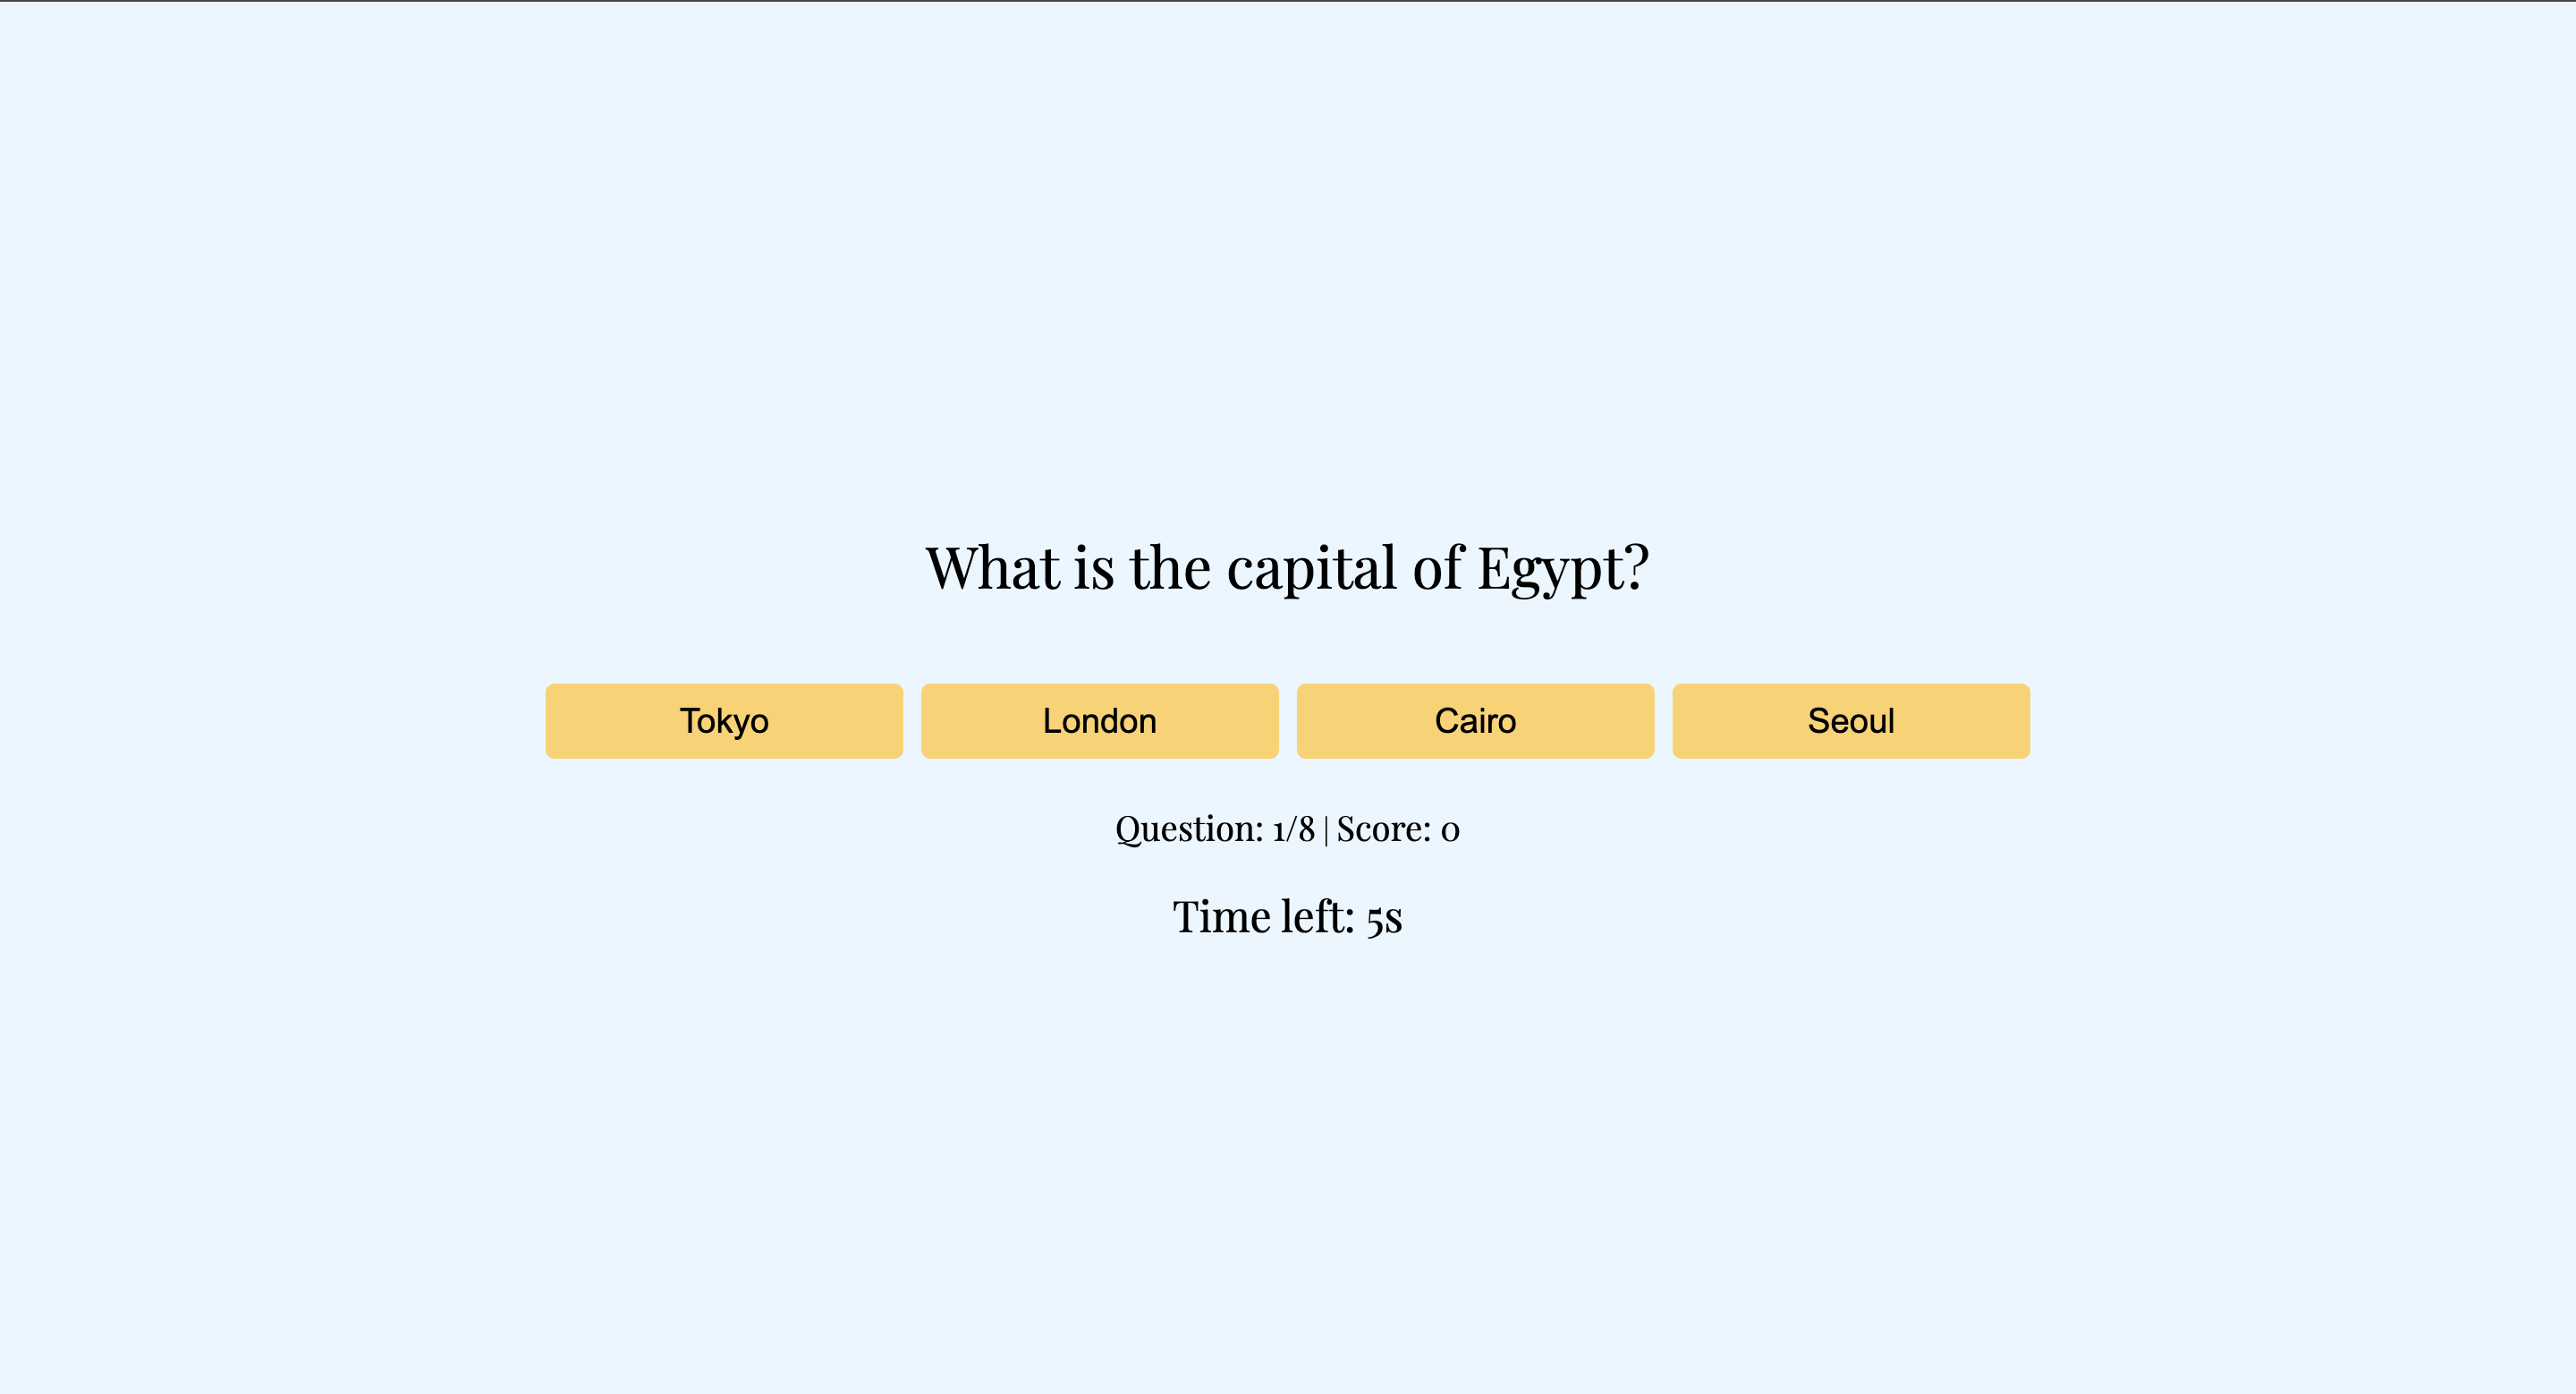 What is the capital of Egypt?
Tokyo London Cairo Seoul
Question: 1/8 | Score: 0
Time left: 5s